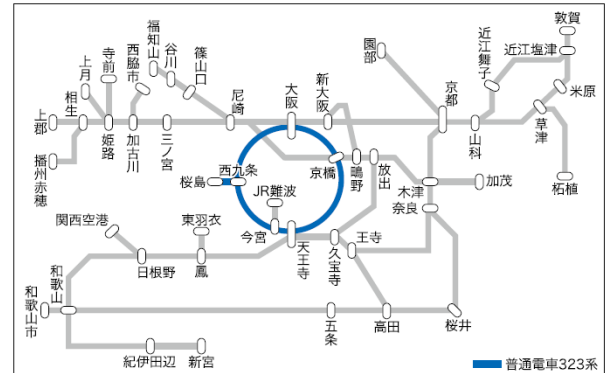 敦賀
近江塩津
近江舞子
園部
京都
山科
米原
草津
柘植
福知山
谷川
篠山口
西脇市
寺前
上月
上郡
相生
播州赤穂
姫路
加古川
三ノ宮
尼崎
大阪
新大阪
京橋
鴫野
放出
木津
加茂
奈良
西九条
桜島
JR難波
今宮
天王寺
久宝寺
王寺
関西空港
東羽衣
日根野
鳳
和歌山
和歌山市
五条
高田
桜井
紀伊田辺
新宮
普通電車323系